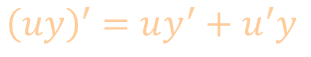 (uy)′ = uy′ + u′y